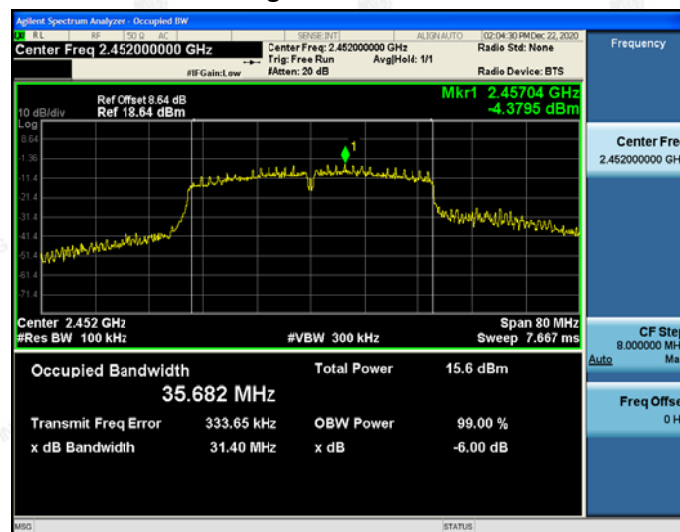 Agilent Spectrum Analyzer - Occupied BW
RL RF 50 Ω AC SENSE:INT ALIGN AUTO 02:04:30 PM Dec 22, 2020
Center Freq 2.452000000 GHz Center Freq: 2.452000000 GHz Radio Std: None Frequency
Trig: Free Run Avg|Hold: 1/1
#IFGain:Low #Atten: 20 dB Radio Device: BTS
Ref Offset 8.64 dB Mkr1 2.45704 GHz
10 dB/div Ref 18.64 dBm -4.3795 dBm
Log
8.64
-1.36
-11.4
-21.4
-31.4
-41.4
-51.4
-61.4
-71.4
1
Center Fre
2.452000000 GH
Center 2.452 GHz Span 80 MHz
#Res BW 100 kHz #VBW 300 kHz Sweep 7.667 ms
CF Ste
8.000000 MH
Auto Ma
Occupied Bandwidth Total Power 15.6 dBm
35.682 MHz
Transmit Freq Error 333.65 kHz OBW Power 99.00 %
x dB Bandwidth 31.40 MHz x dB -6.00 dB
Freq Offse
0 H
MSG STATUS